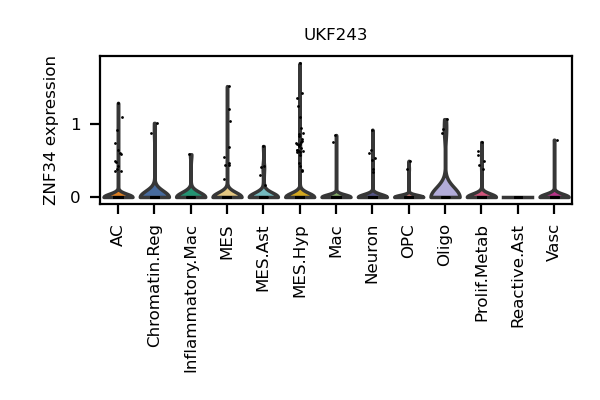 UKF243
ZNF34 expression
1
0
AC
Chromatin.Reg
Inflammatory.Mac
MES
MES.Ast
MES.Hyp
Mac
Neuron
OPC
Oligo
Prolif.Metab
Reactive.Ast
Vasc